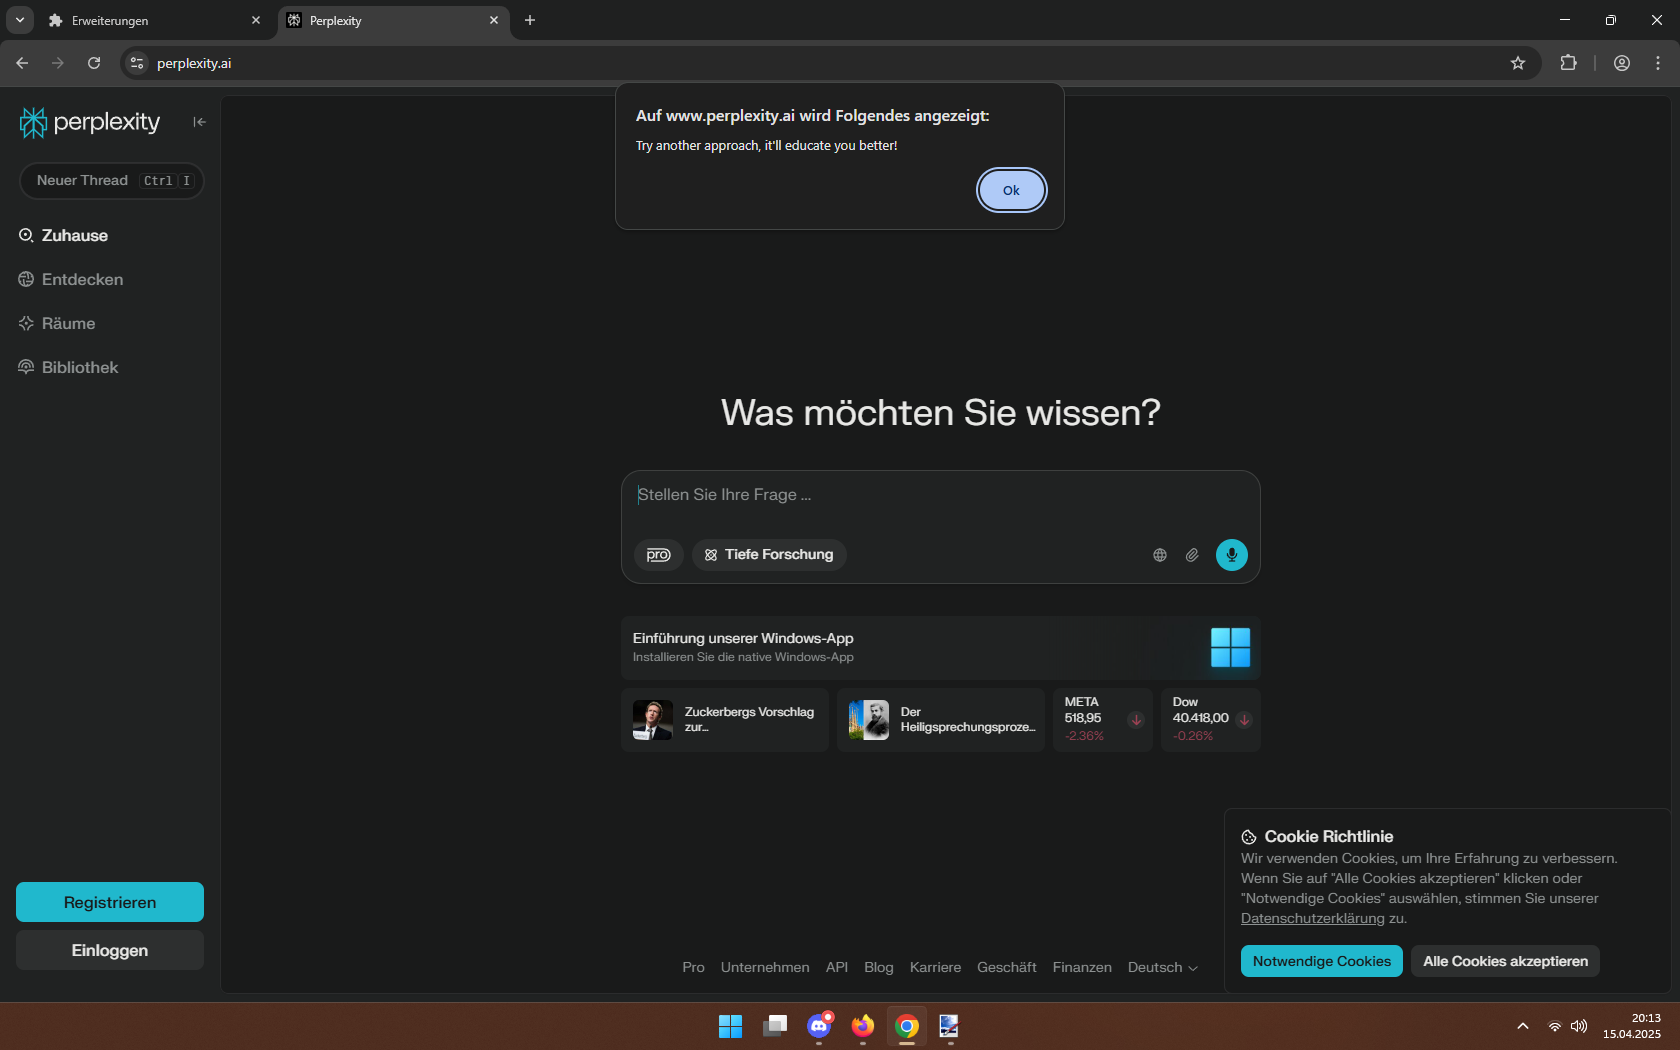 Erweiterungen
Perplexity
perplexity.ai
perplexity
Auf www.perplexity.ai wird Folgendes angezeigt:
Try another approach, it'll educate you better!
Ok
Neuer Thread Ctrl I
Zuhause
Entdecken
Räume
Bibliothek
Was möchten Sie wissen?
Stellen Sie Ihre Frage ...
pro
Tiefe Forschung
Einführung unserer Windows-App
Installieren Sie die native Windows-App
Zuckerbergs Vorschlag
zur...
Der
Heiligsprechungsproze...
META
518,95
-2.36%
Dow
40.418,00
-0.26%
Cookie Richtlinie
Wir verwenden Cookies, um Ihre Erfahrung zu verbessern.
Wenn Sie auf "Alle Cookies akzeptieren" klicken oder
"Notwendige Cookies" auswählen, stimmen Sie unserer
Datenschutzerklärung zu.
Notwendige Cookies
Alle Cookies akzeptieren
Registrieren
Einloggen
Pro Unternehmen API Blog Karriere Geschäft Finanzen Deutsch
20:13
15.04.2025